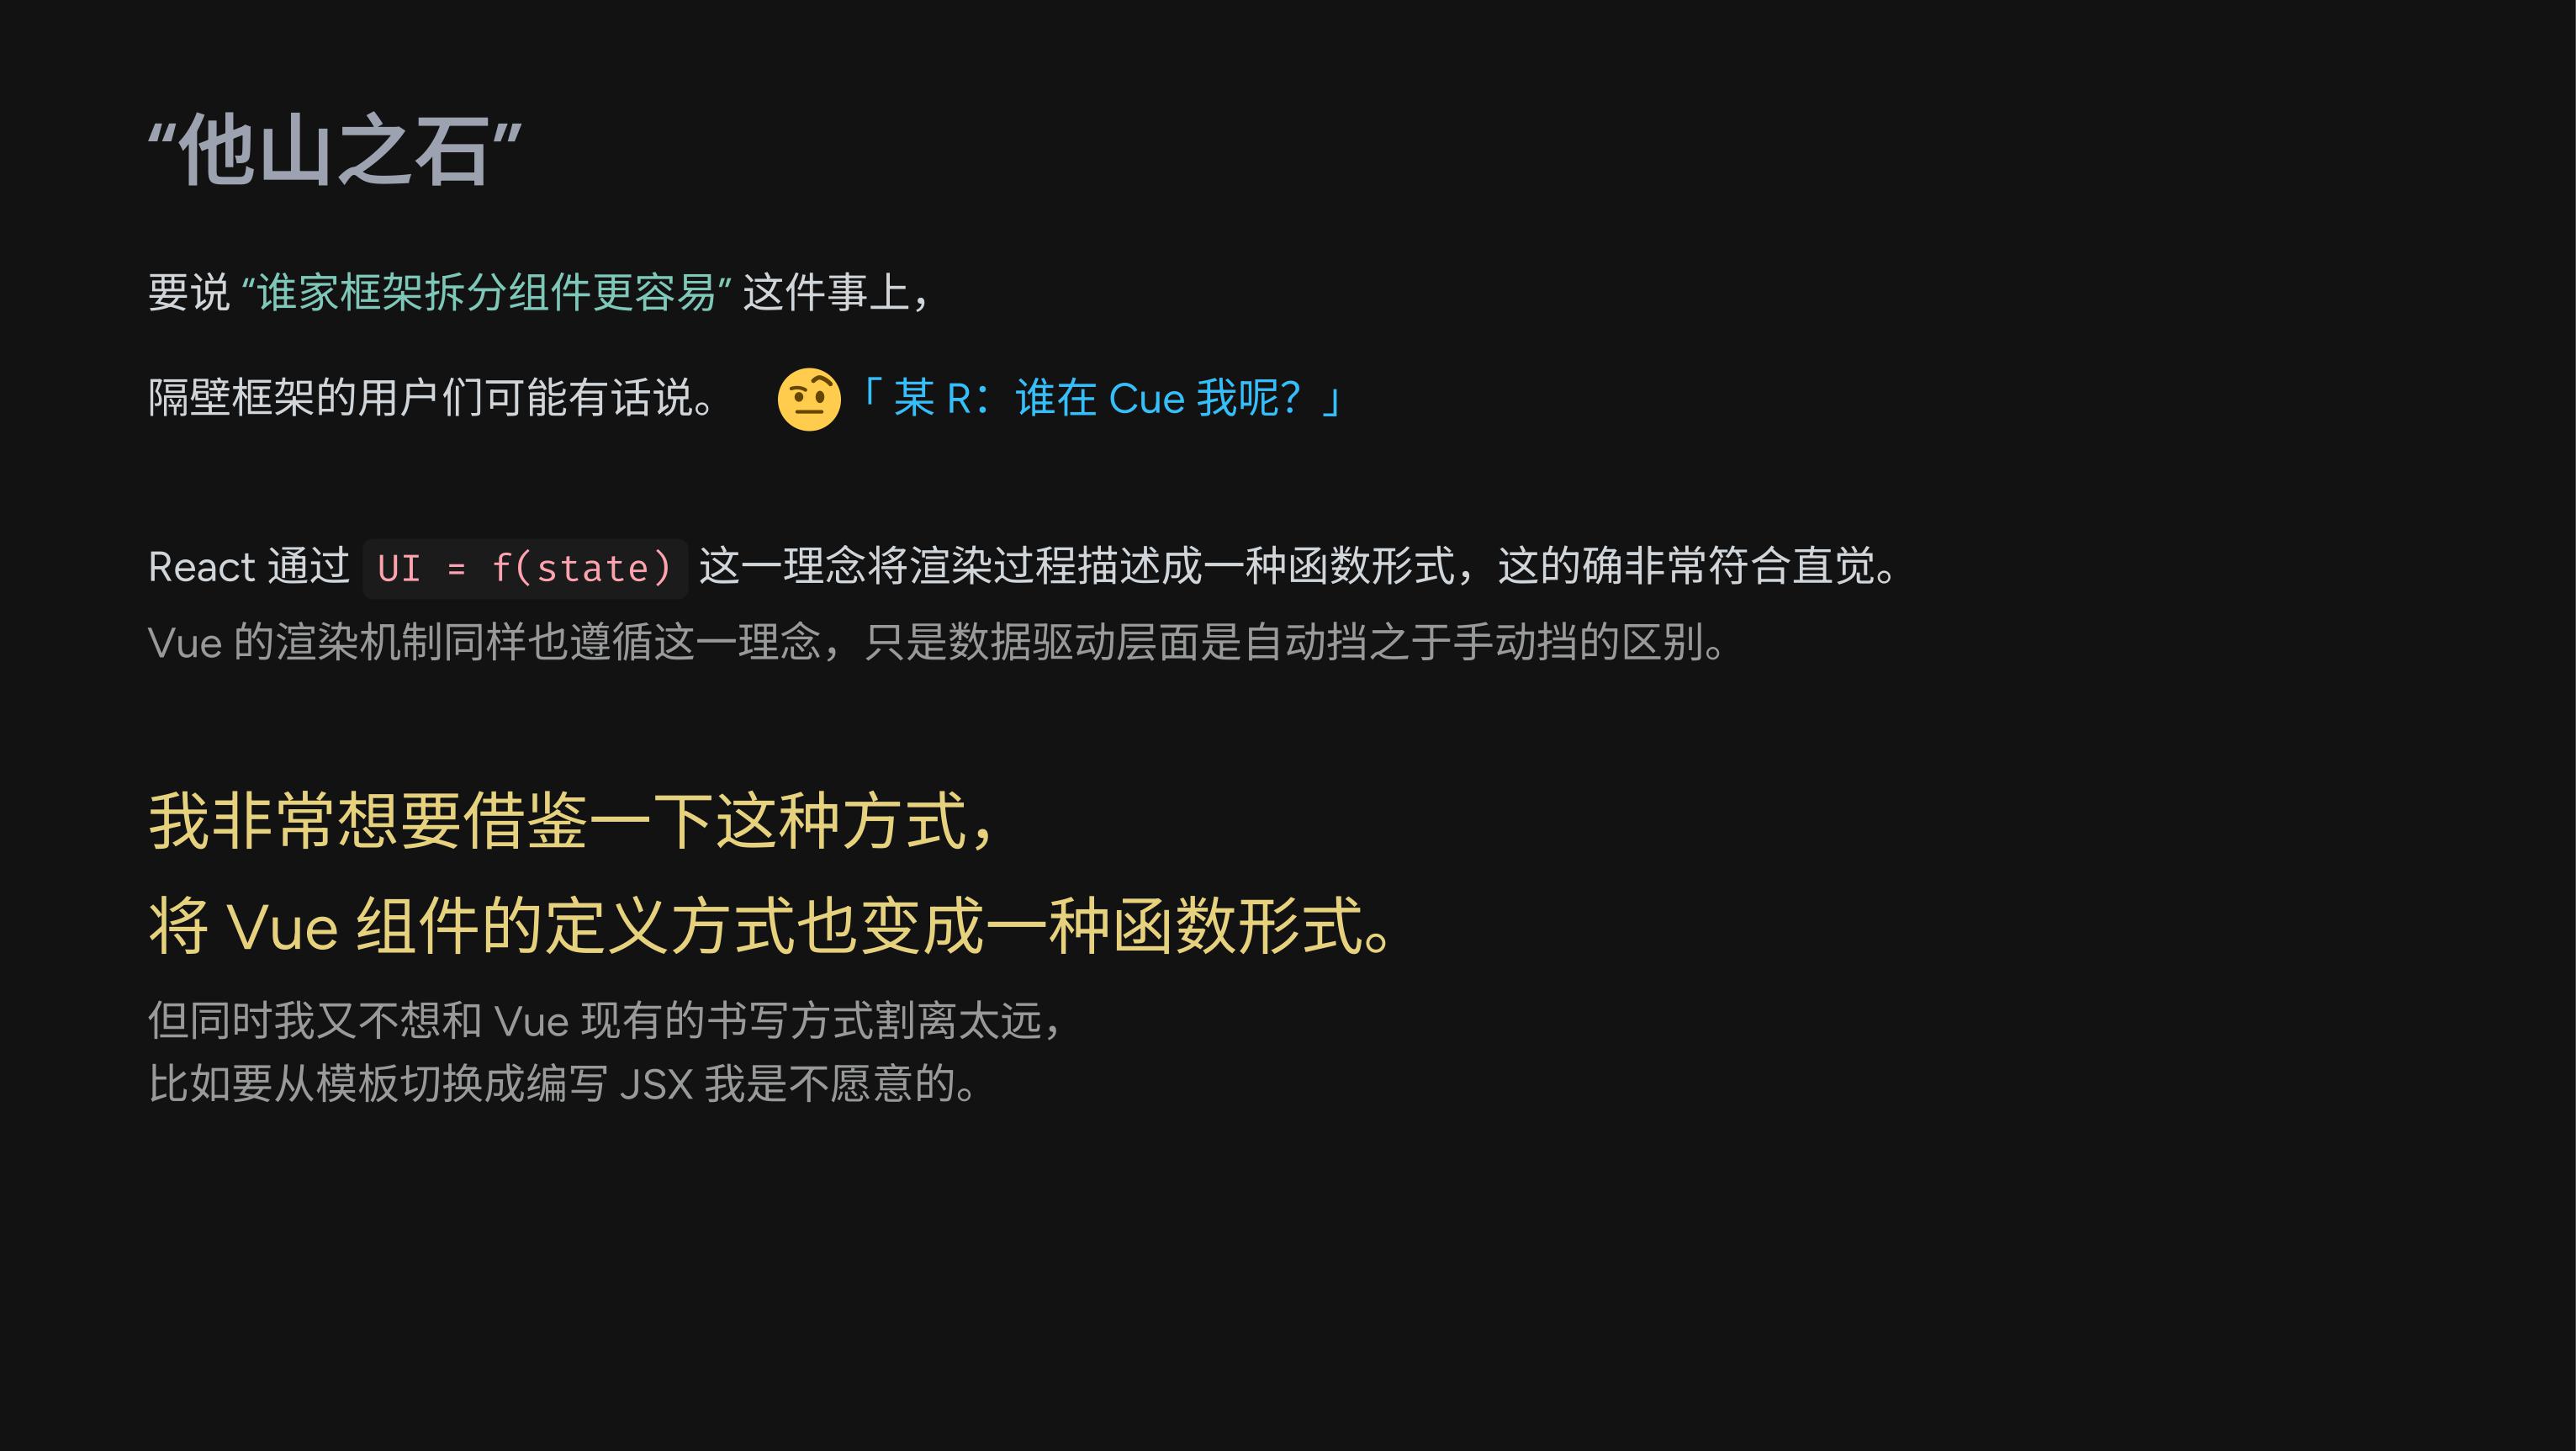 “他山之石”
要说 “谁家框架拆分组件更容易” 这件事上，
隔壁框架的用户们可能有话说。 🤨「 某 R：谁在 Cue 我呢？」
React 通过 UI = f(state) 这一理念将渲染过程描述成一种函数形式，这的确非常符合直觉。
Vue 的渲染机制同样也遵循这一理念，只是数据驱动层面是自动挡之于手动挡的区别。
我非常想要借鉴一下这种方式，
将 Vue 组件的定义方式也变成一种函数形式。
但同时我又不想和 Vue 现有的书写方式割离太远，
比如要从模板切换成编写 JSX 我是不愿意的。